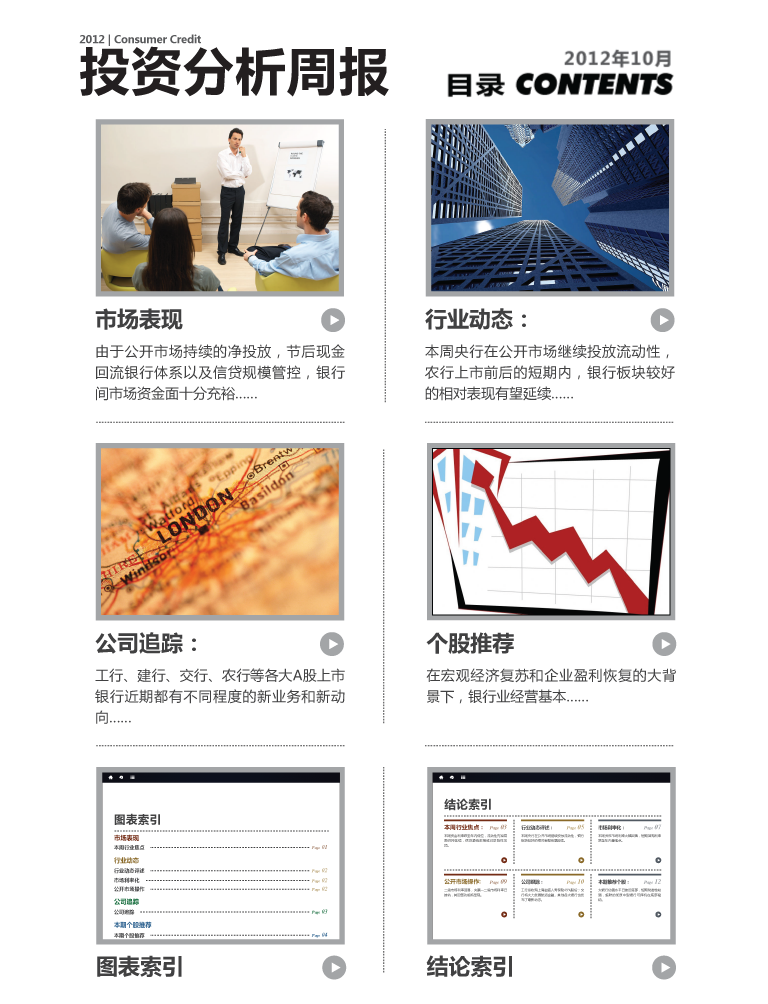 2012 | Consumer Credit
投资分析周报
2012年10月
目录 CONTENTS
市场表现
由于公开市场持续的净投放，节后现金
回流银行体系以及信贷规模管控，银行
间市场资金面十分充裕......
行业动态：
本周央行在公开市场继续投放流动性，
农行上市前后的短期内，银行板块较好
的相对表现有望延续......
LONDON
Watford
Windsor
Basildon
Brentw
Epping
公司追踪：
工行、建行、交行、农行等各大A股上市
银行近期都有不同程度的新业务和新动
向......
个股推荐
在宏观经济复苏和企业盈利恢复的大背
景下，银行业经营基本......
图表索引
市场表现
本周行业焦点 Page 01
行业动态
行业动态评述 Page 02
市场利率化 Page 02
公开市场操作 Page 02
公司追踪
公司追踪 Page 03
本期个股推荐
本期个股推荐 Page 04
图表索引
结论索引
本周行业焦点： Page 03
行业动态评述： Page 05
市场利率化： Page 07
公开市场操作: Page 09
公司跟踪： Page 10
本期推荐个股： Page 12
结论索引